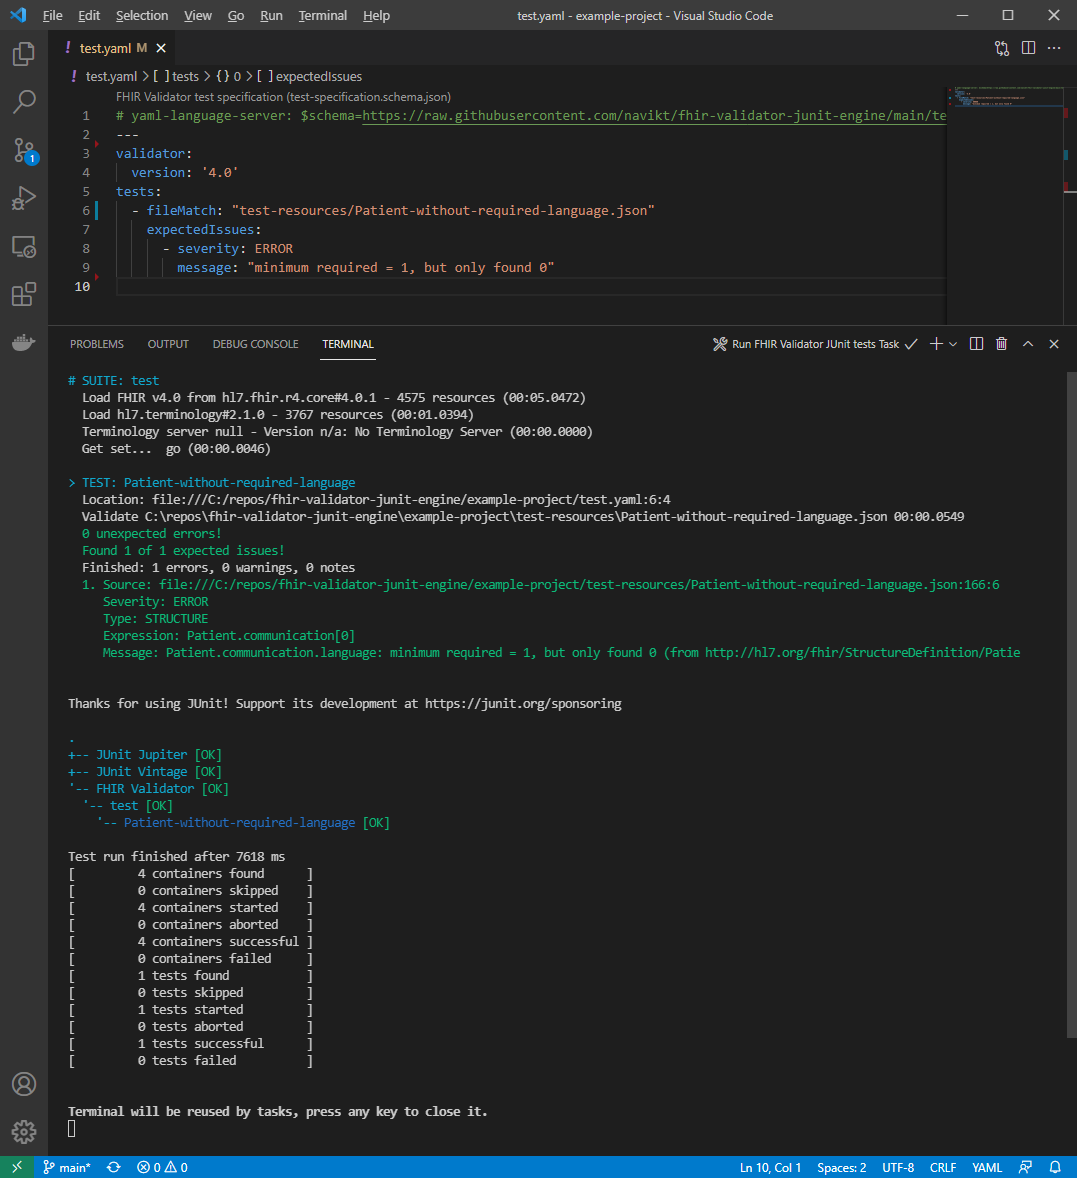 File Edit Selection View Go Run Terminal Help test.yaml - example-project - Visual Studio Code
! test.yaml M
! test.yaml > [ ] tests > {} 0 > [ ] expectedIssues
FHIR Validator test specification (test-specification.schema.json)
1 # yaml-language-server: $schema=https://raw.githubusercontent.com/navikt/fhir-validator-junit-engine/main/te
2 ---
3 validator:
4 version: '4.0'
5 tests:
6 - fileMatch: "test-resources/Patient-without-required-language.json"
7 expectedIssues:
8 - severity: ERROR
9 message: "minimum required = 1, but only found 0"
10
1
PROBLEMS OUTPUT DEBUG CONSOLE TERMINAL Run FHIR Validator JUnit tests Task
# SUITE: test
Load FHIR v4.0 from hl7.fhir.r4.core#4.0.1 - 4575 resources (00:05.0472)
Load hl7.terminology#2.1.0 - 3767 resources (00:01.0394)
Terminology server null - Version n/a: No Terminology Server (00:00.0000)
Get set... go (00:00.0046)
> TEST: Patient-without-required-language
Location: file:///C:/repos/fhir-validator-junit-engine/example-project/test.yaml:6:4
Validate C:\repos\fhir-validator-junit-engine\example-project\test-resources\Patient-without-required-language.json 00:00.0549
0 unexpected errors!
Found 1 of 1 expected issues!
Finished: 1 errors, 0 warnings, 0 notes
1. Source: file:///C:/repos/fhir-validator-junit-engine/example-project/test-resources/Patient-without-required-language.json:166:6
Severity: ERROR
Type: STRUCTURE
Expression: Patient.communication[0]
Message: Patient.communication.language: minimum required = 1, but only found 0 (from http://hl7.org/fhir/StructureDefinition/Patie
Thanks for using JUnit! Support its development at https://junit.org/sponsoring
.
+-- JUnit Jupiter [OK]
+-- JUnit Vintage [OK]
'-- FHIR Validator [OK]
'-- test [OK]
'-- Patient-without-required-language [OK]
Test run finished after 7618 ms
[ 4 containers found ]
[ 0 containers skipped ]
[ 4 containers started ]
[ 0 containers aborted ]
[ 4 containers successful ]
[ 0 containers failed ]
[ 1 tests found ]
[ 0 tests skipped ]
[ 1 tests started ]
[ 0 tests aborted ]
[ 1 tests successful ]
[ 0 tests failed ]
Terminal will be reused by tasks, press any key to close it.
main* 0 0 Ln 10, Col 1 Spaces: 2 UTF-8 CRLF YAML